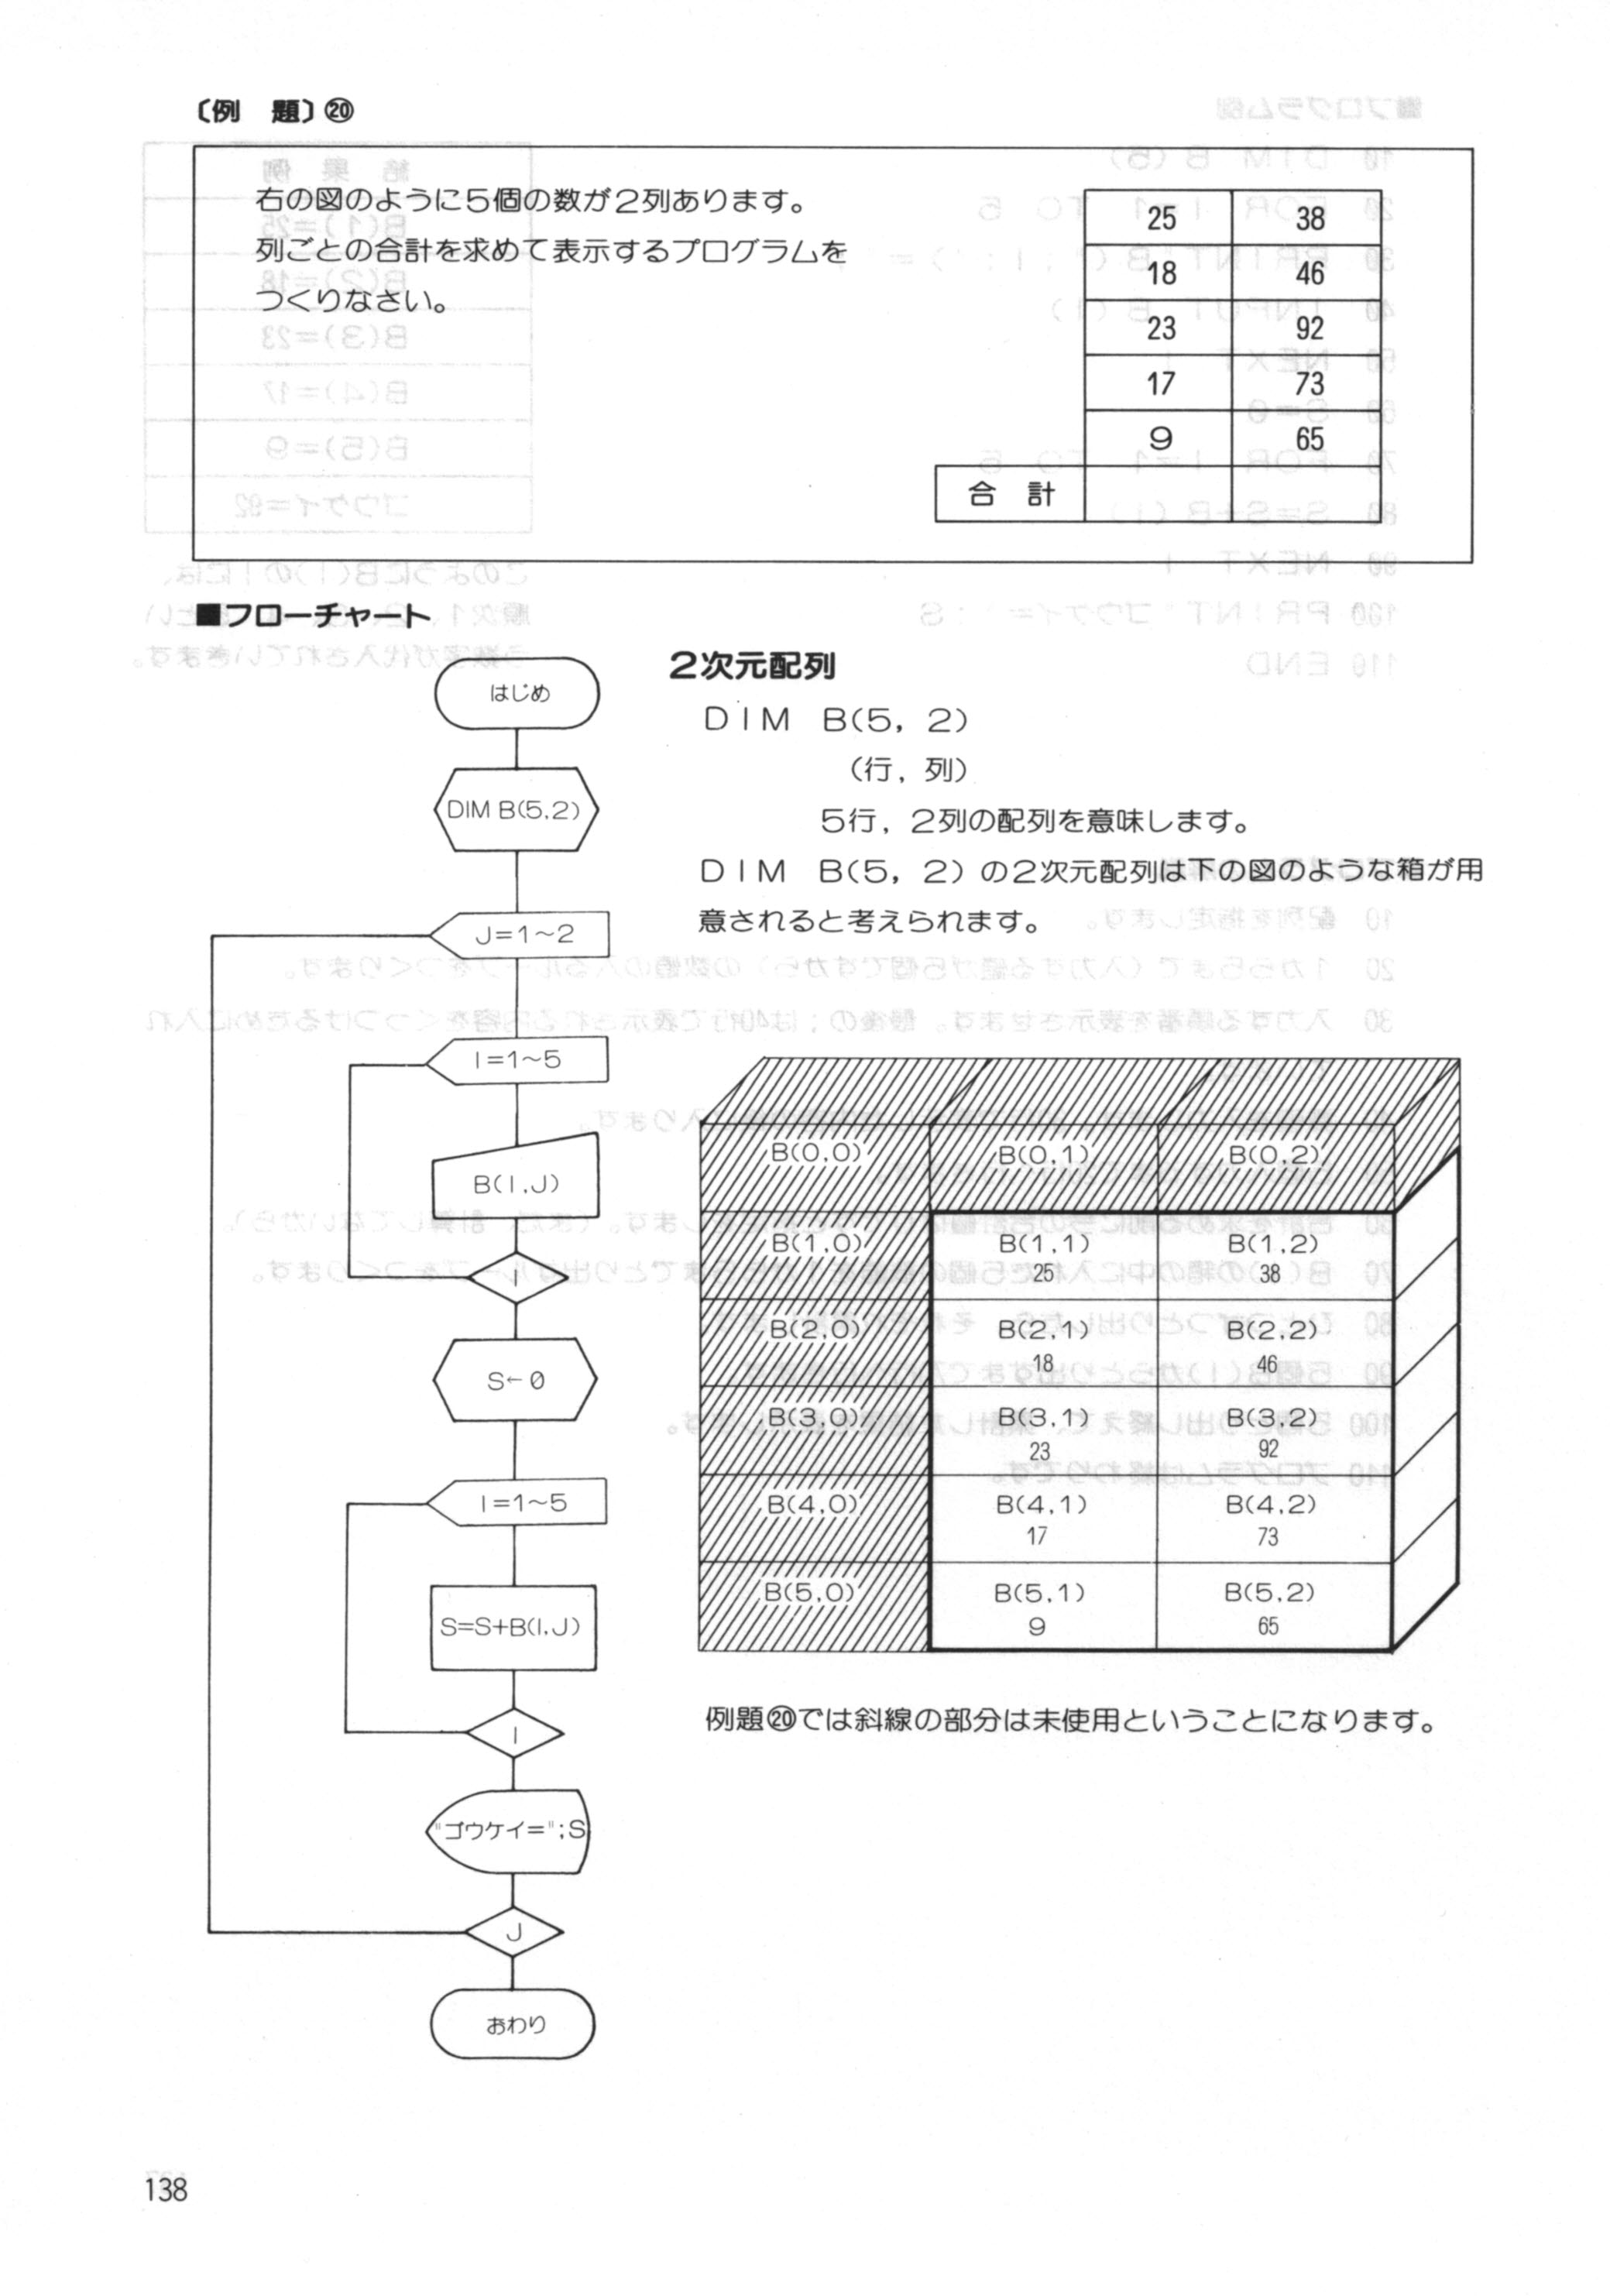 〔例　題〕⑳
右の図のように5個の数が2列あります。
列ごとの合計を求めて表示するプログラムを
つくりなさい。
25 38
18 46
23 92
17 73
9 65
合　計
■フローチャート
はじめ
DIM B(5,2)
J=1～2
I=1～5
B(I,J)
I
S←0
I=1～5
S=S+B(I,J)
I
"ゴウケイ=";S
J
おわり
2次元配列
DIM　B(5, 2)
(行, 列)
5行, 2列の配列を意味します。
DIM　B(5, 2) の2次元配列は下の図のような箱が用
意されると考えられます。
B(0,0) B(0,1) B(0,2)
B(1,0) B(1,1) B(1,2)
25 38
B(2,0) B(2,1) B(2,2)
18 46
B(3,0) B(3,1) B(3,2)
23 92
B(4,0) B(4,1) B(4,2)
17 73
B(5,0) B(5,1) B(5,2)
9 65
例題⑳では斜線の部分は未使用ということになります。
138